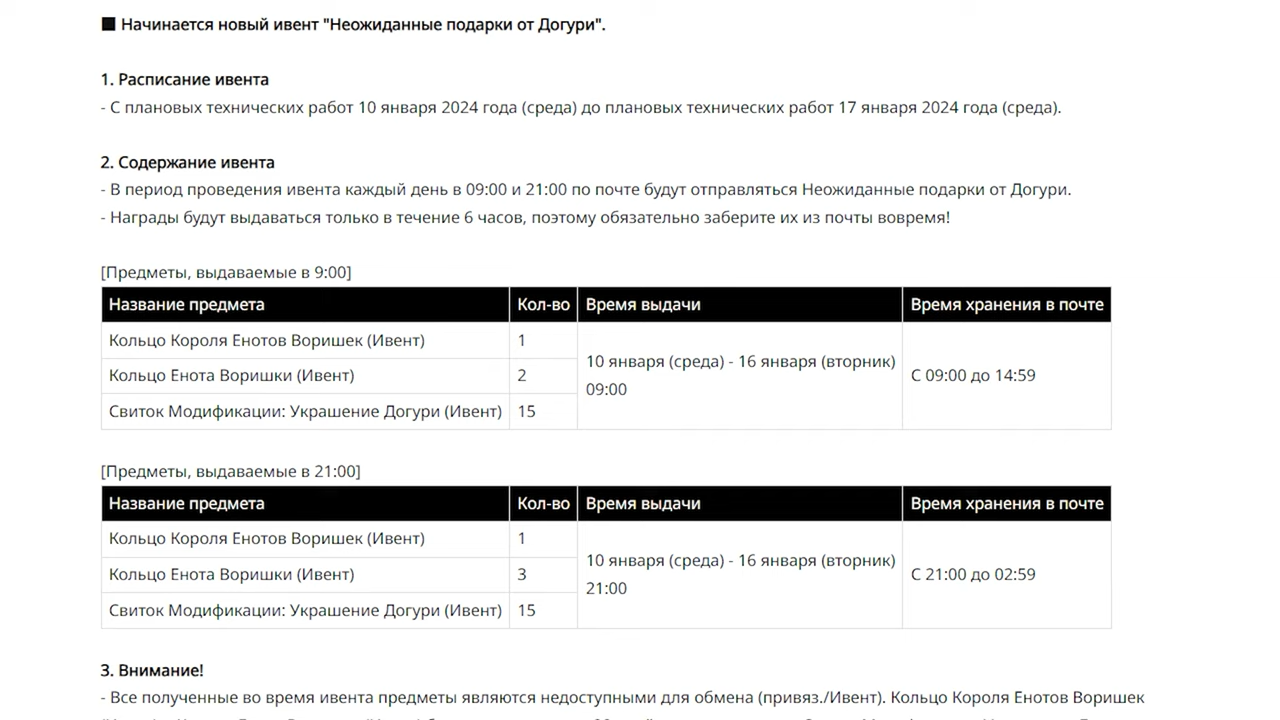 ■ Начинается новый ивент "Неожиданные подарки от Догури".
1. Расписание ивента
- С плановых технических работ 10 января 2024 года (среда) до плановых технических работ 17 января 2024 года (среда).
2. Содержание ивента
- В период проведения ивента каждый день в 09:00 и 21:00 по почте будут отправляться Неожиданные подарки от Догури.
- Награды будут выдаваться только в течение 6 часов, поэтому обязательно заберите их из почты вовремя!
[Предметы, выдаваемые в 9:00]
Название предмета Кол-во Время выдачи Время хранения в почте
Кольцо Короля Енотов Воришек (Ивент) 1
10 января (среда) - 16 января (вторник)
Кольцо Енота Воришки (Ивент) 2 С 09:00 до 14:59
09:00
Свиток Модификации: Украшение Догури (Ивент) 15
[Предметы, выдаваемые в 21:00]
Название предмета Кол-во Время выдачи Время хранения в почте
Кольцо Короля Енотов Воришек (Ивент) 1
10 января (среда) - 16 января (вторник)
Кольцо Енота Воришки (Ивент) 3 С 21:00 до 02:59
21:00
Свиток Модификации: Украшение Догури (Ивент) 15
3. Внимание!
- Все полученные во время ивента предметы являются недоступными для обмена (привяз./Ивент). Кольцо Короля Енотов Воришек